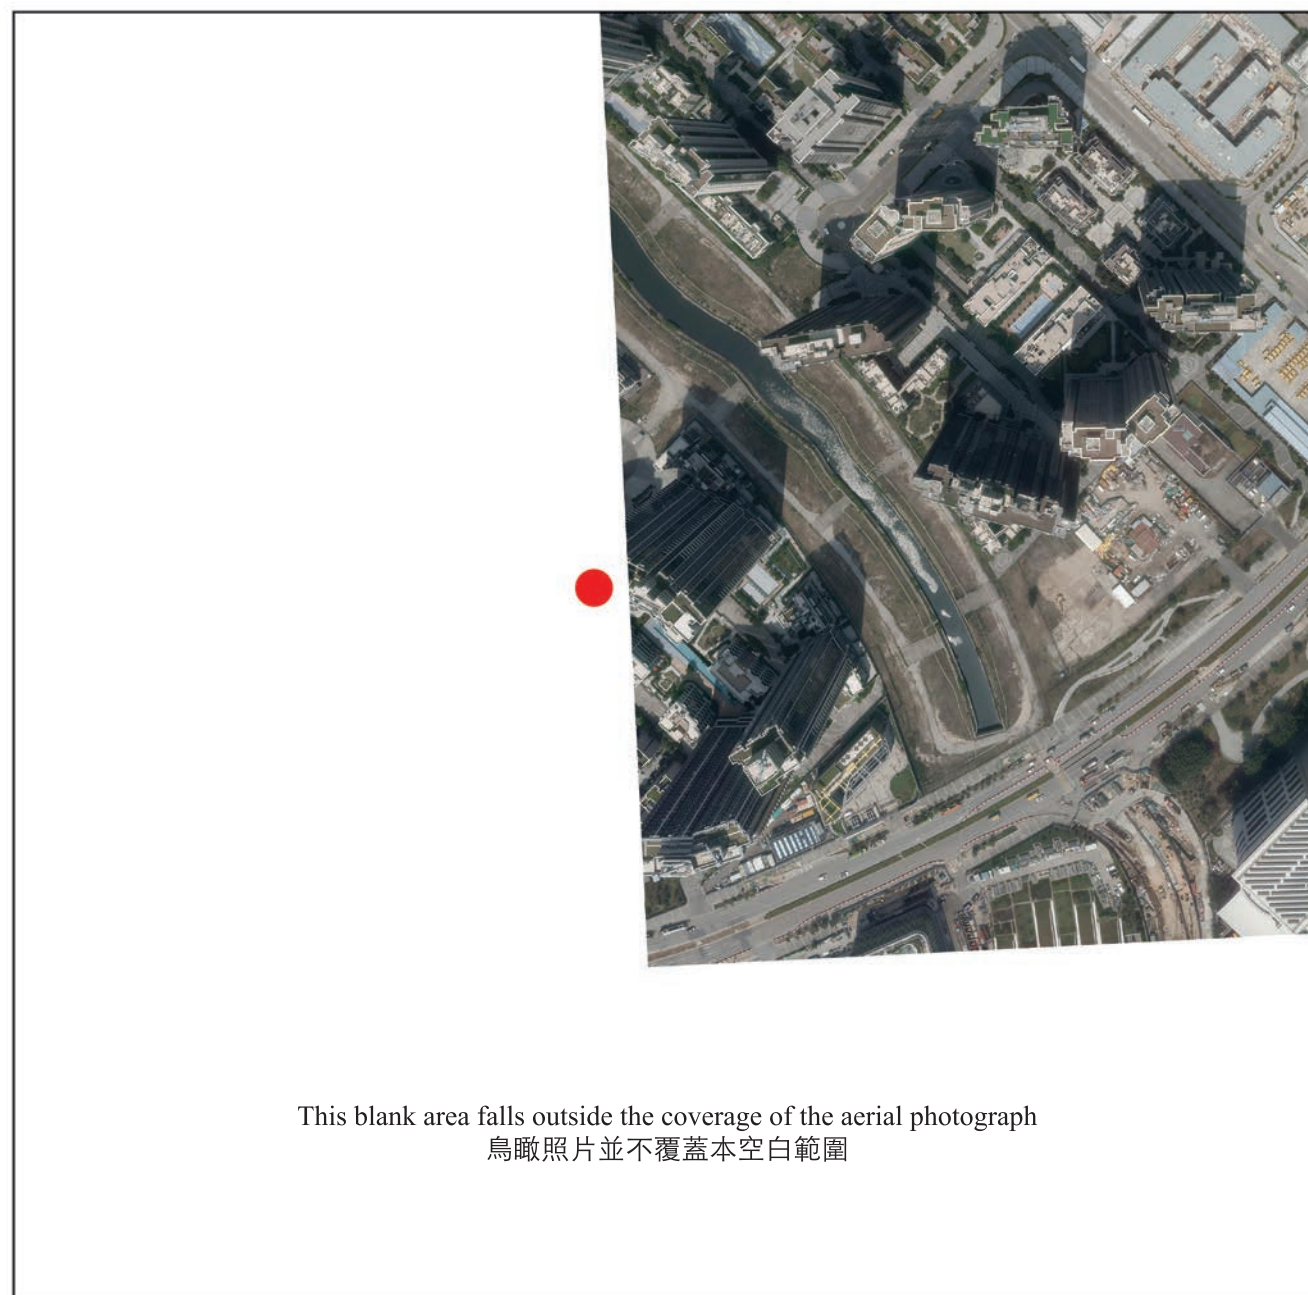 This blank area falls outside the coverage of the aerial photograph
鳥瞰照片並不覆蓋本空白範圍